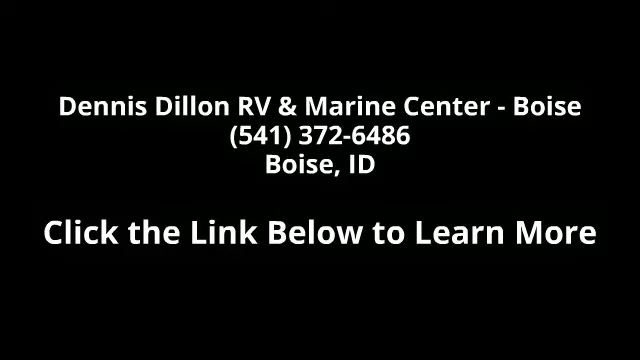 Dennis Dillon RV & Marine Center - Boise
(541) 372-6486
Boise, ID
Click the Link Below to Learn More